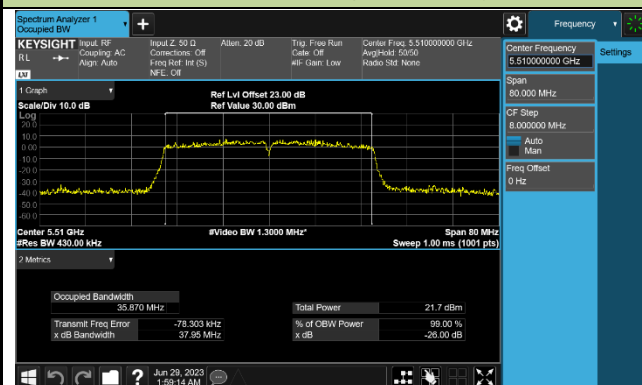 Spectrum Analyzer 1
Occupied BW
+
Frequency
KEYSIGHT
RL
LXI
Input: RF
Coupling: AC
Align: Auto
Input Z: 50 Ω
Corrections: Off
Freq Ref: Int (S)
NFE: Off
Atten: 20 dB
Trig: Free Run
Gate: Off
#IF Gain: Low
Center Freq: 5.510000000 GHz
Avg|Hold: 50/50
Radio Std: None
Center Frequency
5.510000000 GHz
Settings
Span
80.000 MHz
CF Step
8.000000 MHz
Auto
Man
Freq Offset
0 Hz
1 Graph
Scale/Div 10.0 dB
Ref Lvl Offset 23.00 dB
Ref Value 30.00 dBm
Log
20.0
10.0
0.00
-10.0
-20.0
-30.0
-40.0
-50.0
-60.0
Center 5.51 GHz
#Res BW 430.00 kHz
#Video BW 1.3000 MHz*
Span 80 MHz
Sweep 1.00 ms (1001 pts)
2 Metrics
Occupied Bandwidth
35.870 MHz
Total Power 21.7 dBm
Transmit Freq Error -78.303 kHz
% of OBW Power 99.00 %
x dB Bandwidth 37.95 MHz
x dB -26.00 dB
?
Jun 29, 2023
1:59:14 AM